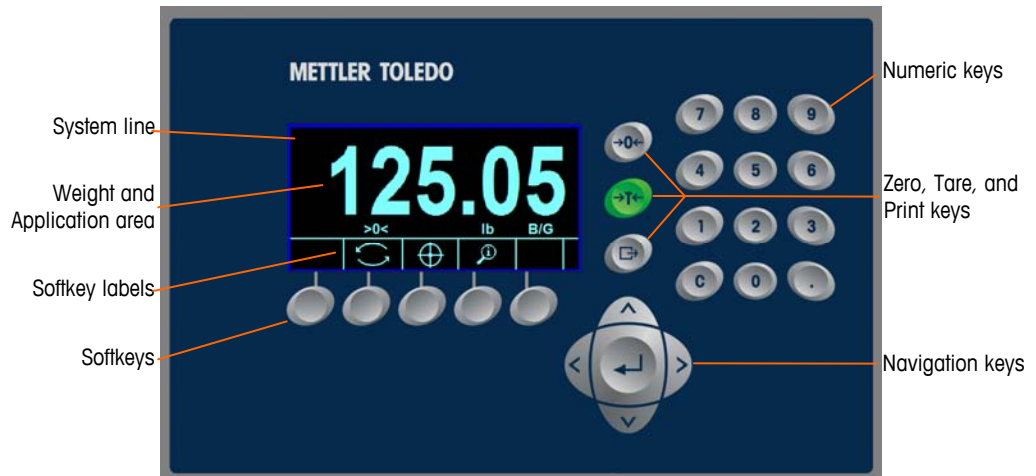 METTLER TOLEDO
Numeric keys
7 8 9
System line
→0←
125.05
4 5 6
Weight and
Application area
→T←
Zero, Tare, and
Print keys
>0< lb B/G
1 2 3
Softkey labels
C 0 .
Softkeys
Navigation keys